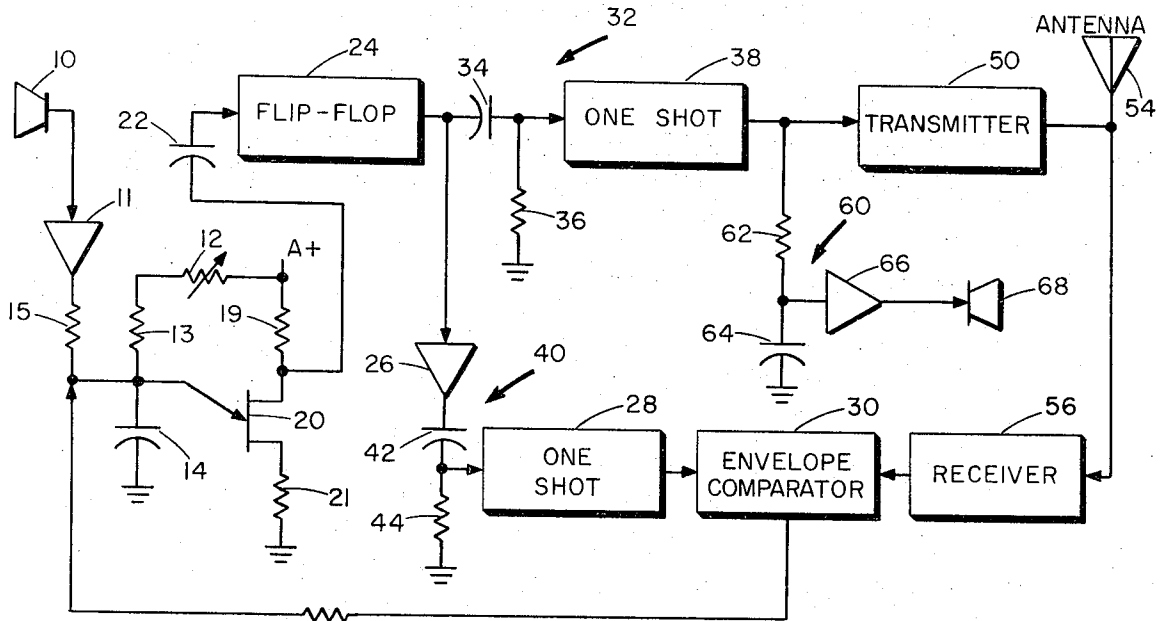 32
ANTENNA
10
24
34
38
50
54
22
FLIP-FLOP
ONE SHOT
TRANSMITTER
11
36
12
A+
62
60
66
15
13
19
68
64
26
40
20
28
30
56
14
42
ONE
SHOT
ENVELOPE
COMPARATOR
RECEIVER
21
44